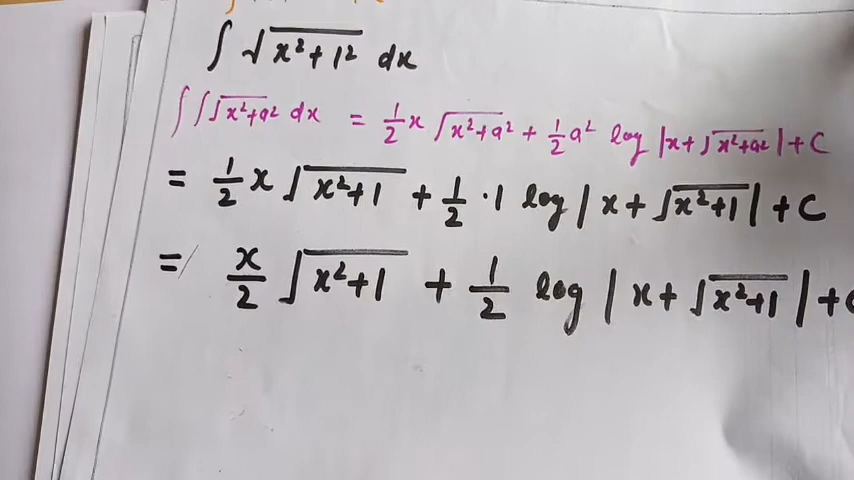 ∫ √x²+1² dx
∫ ∫ √x²+a² dx = 1/2 x √x²+a² + 1/2 a² log |x+√x²+a²| + C
= 1/2 x √x²+1 + 1/2 · 1 log | x + √x²+1 | + C
= x/2 √x²+1 + 1/2 log | x + √x²+1 | + C